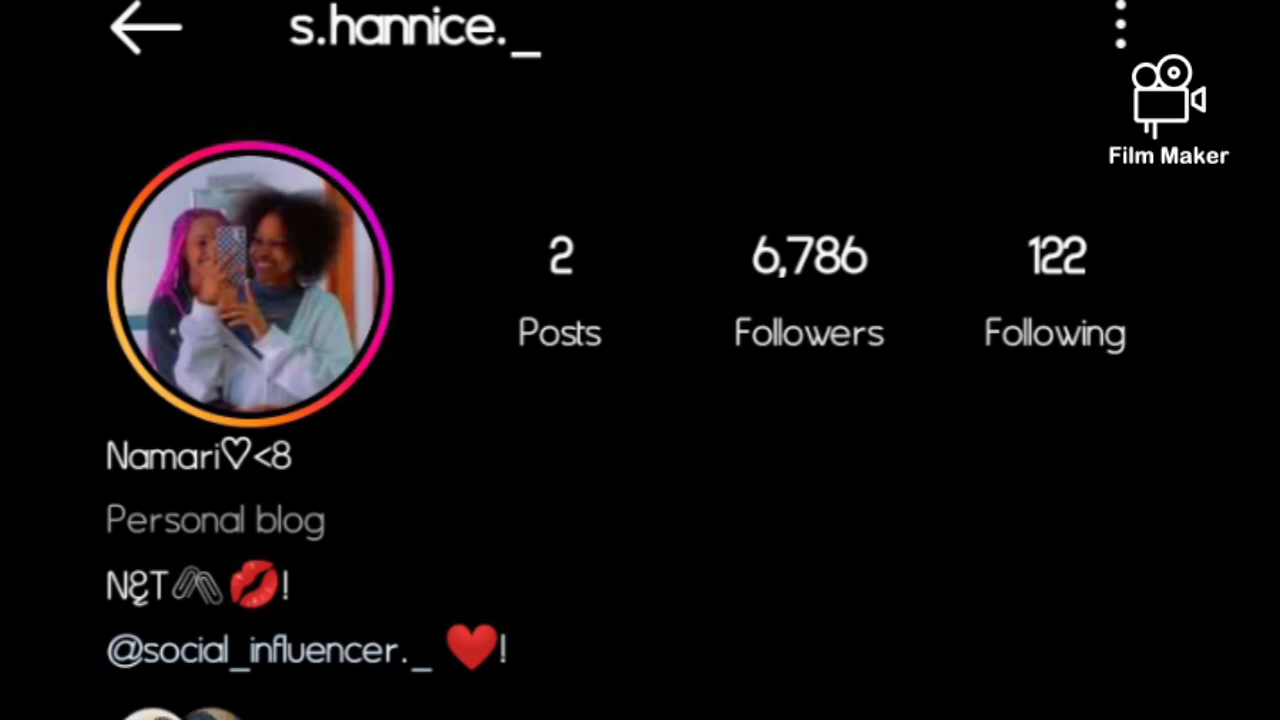 s.hannice._
Film Maker
2
6,786
122
Posts
Followers
Following
Namari♡<8
Personal blog
N&T🖇💋!
@social_influencer._ ❤️!